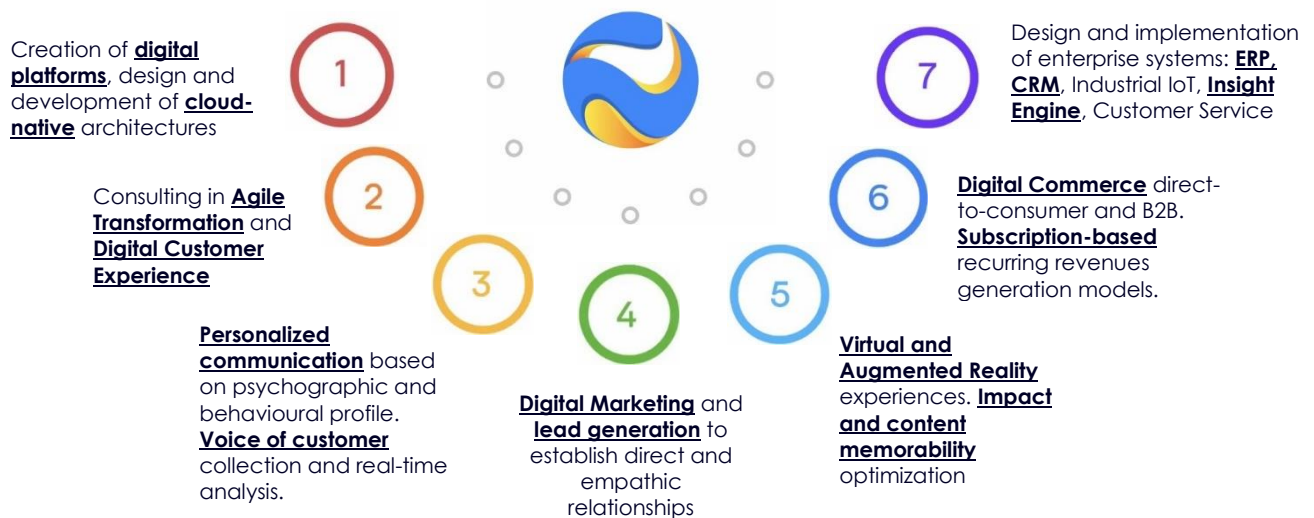 1
Creation of digital
platforms, design and
development of cloud-
native architectures
2
Consulting in Agile
Transformation and
Digital Customer
Experience
3
Personalized
communication based
on psychographic and
behavioural profile.
Voice of customer
collection and real-time
analysis.
4
Digital Marketing and
lead generation to
establish direct and
empathic
relationships
5
Virtual and
Augmented Reality
experiences. Impact
and content
memorability
optimization
6
Digital Commerce direct-
to-consumer and B2B.
Subscription-based
recurring revenues
generation models.
7
Design and implementation
of enterprise systems: ERP,
CRM, Industrial IoT, Insight
Engine, Customer Service